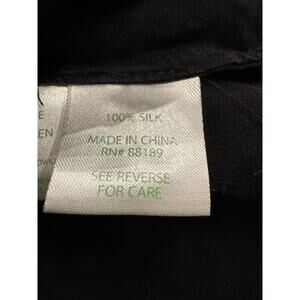 100% SILK
MADE IN CHINA
RN# 88189
SEE REVERSE
FOR CARE